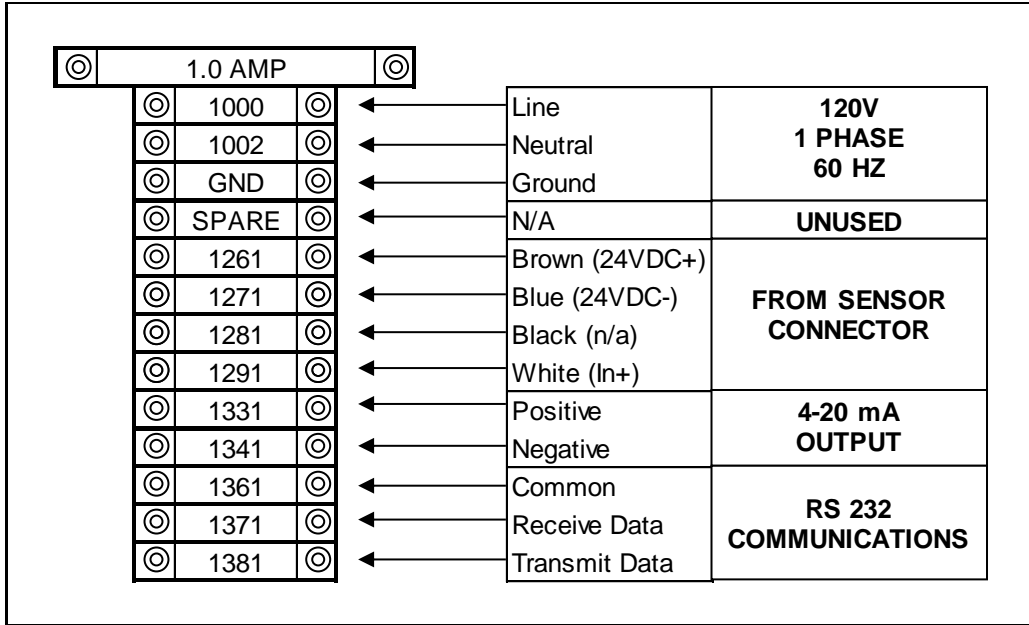 1.0 AMP
1000 Line
1002 Neutral
GND Ground
120V
1 PHASE
60 HZ
SPARE N/A UNUSED
1261 Brown (24VDC+)
1271 Blue (24VDC-)
1281 Black (n/a)
1291 White (In+)
FROM SENSOR
CONNECTOR
1331 Positive
1341 Negative
4-20 mA
OUTPUT
1361 Common
1371 Receive Data
1381 Transmit Data
RS 232
COMMUNICATIONS